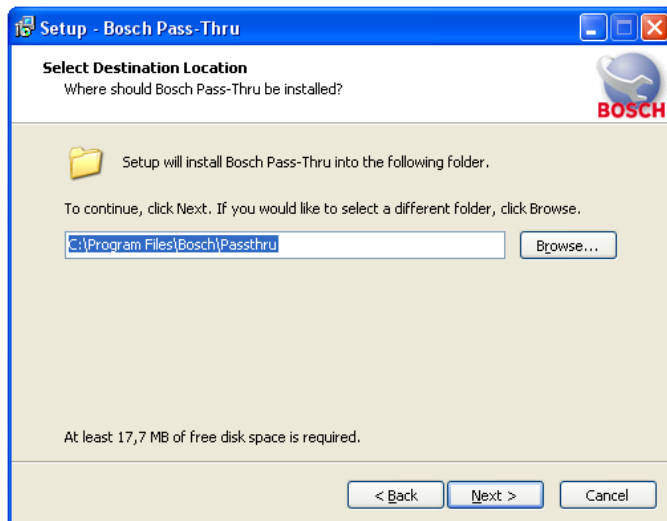 Setup - Bosch Pass-Thru
Select Destination Location
Where should Bosch Pass-Thru be installed?
BOSCH
Setup will install Bosch Pass-Thru into the following folder.
To continue, click Next. If you would like to select a different folder, click Browse.
C:\Program Files\Bosch\Passthru
Browse...
At least 17,7 MB of free disk space is required.
< Back
Next >
Cancel